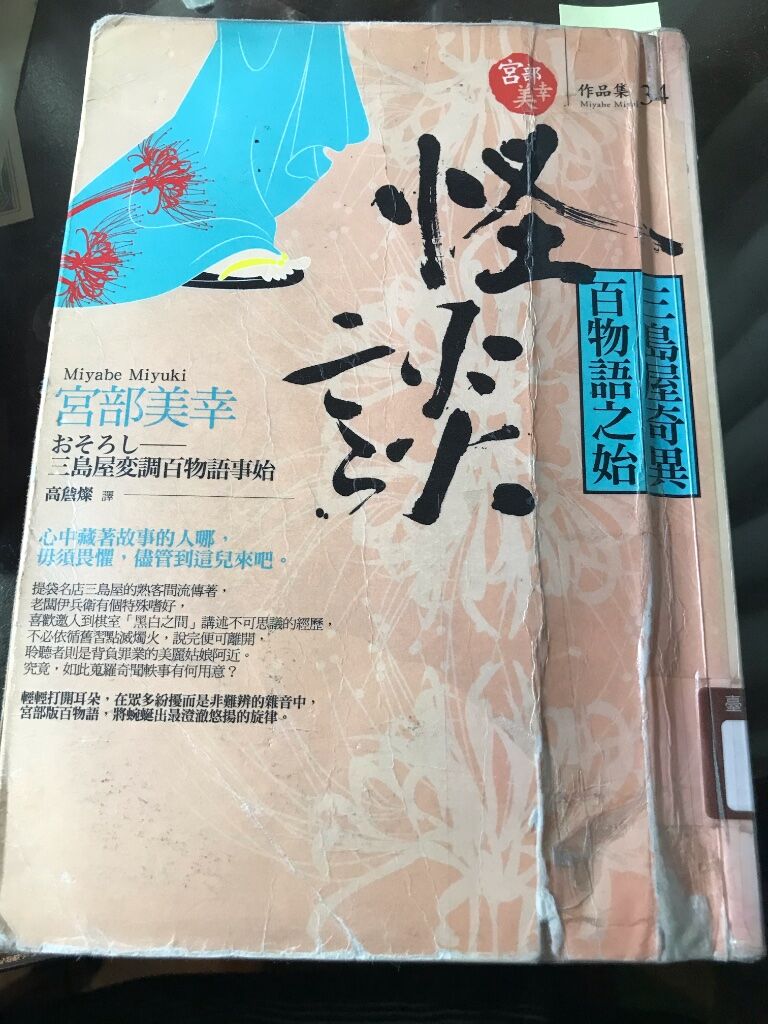 宮部
美幸
作品集 34
Miyabe Miyu
怪談
三島屋奇異
百物語之始
Miyabe Miyuki
宮部美幸
おそろし——
三島屋変調百物語事始
高詹燦 譯
心中藏著故事的人哪，
毋須畏懼，儘管到這兒來吧。
提袋名店三島屋的熟客間流傳著，
老闆伊兵衛有個特殊嗜好，
喜歡邀人到棋室「黑白之間」講述不可思議的經歷，
不必依循舊習點滅燭火，說完便可離開，
聆聽者則是背負罪業的美麗姑娘阿近。
究竟，如此蒐羅奇聞軼事有何用意？
輕輕打開耳朵，在眾多紛擾而是非難辨的雜音中，
宮部版百物語，將蜿蜒出最澄澈悠揚的旋律。
臺